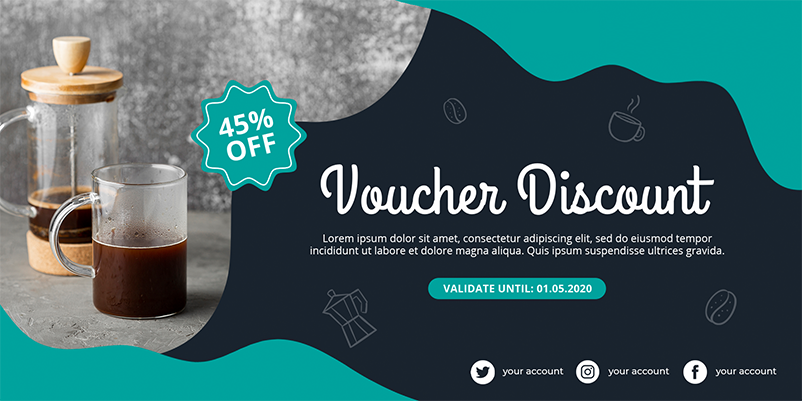 45%
OFF
Voucher Discount
Lorem ipsum dolor sit amet, consectetur adipiscing elit, sed do eiusmod tempor
incididunt ut labore et dolore magna aliqua. Quis ipsum suspendisse ultrices gravida.
VALIDATE UNTIL: 01.05.2020
your account your account your account